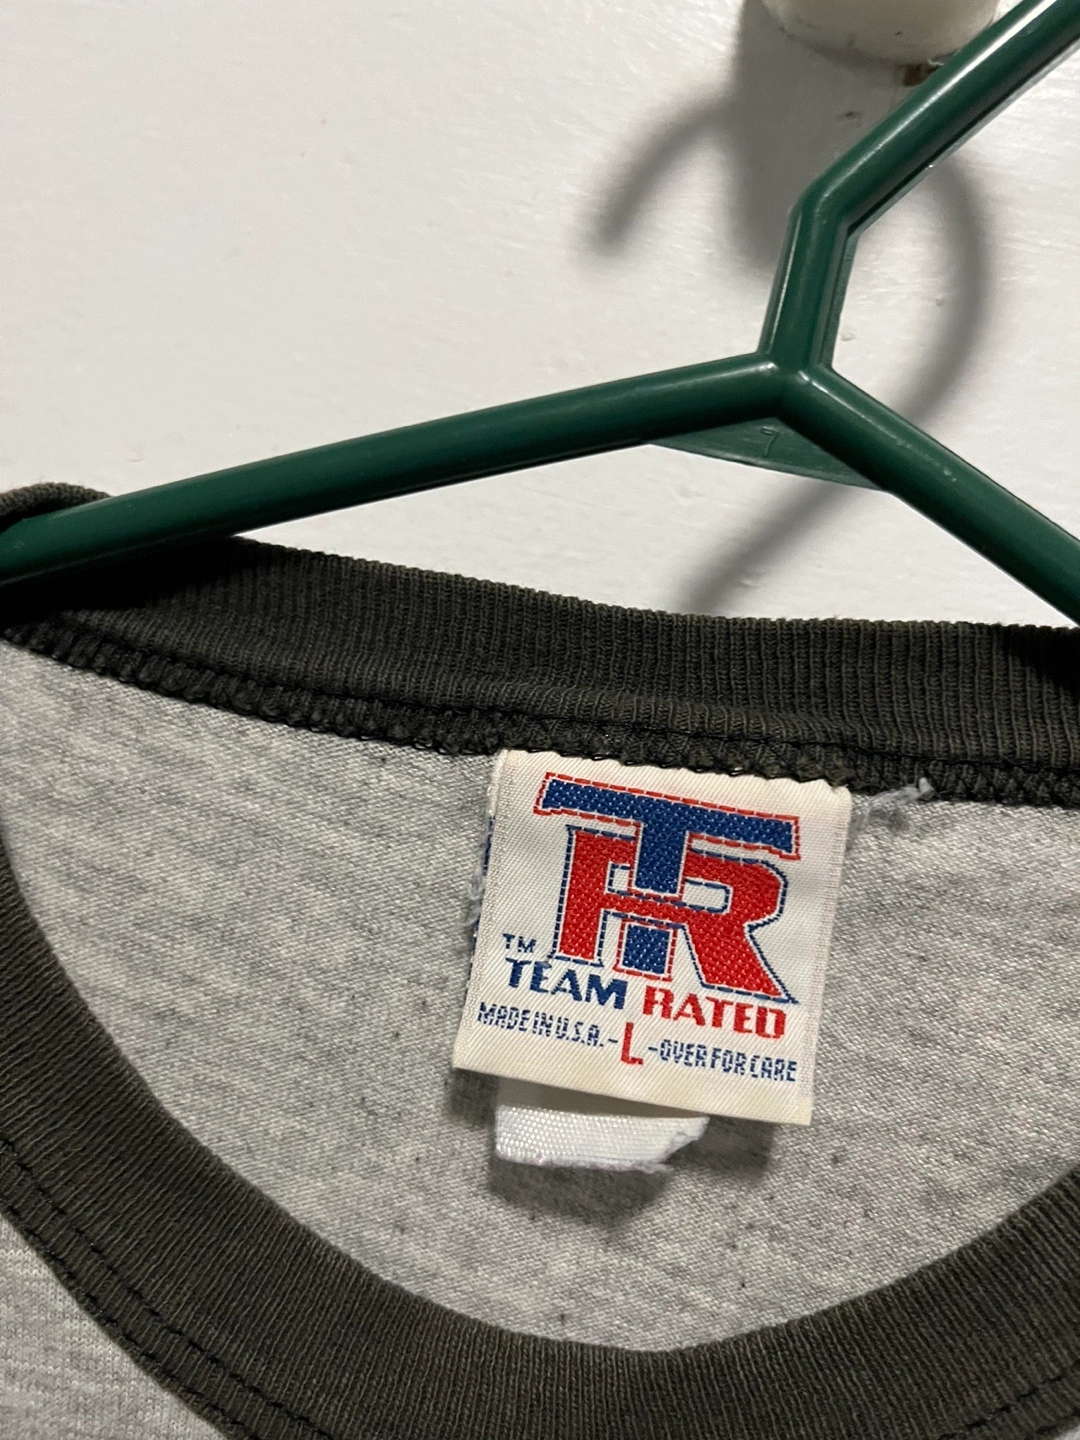 TR
TM
TEAM RATED
MADE IN U.S.A.-L-OVER FOR CARE